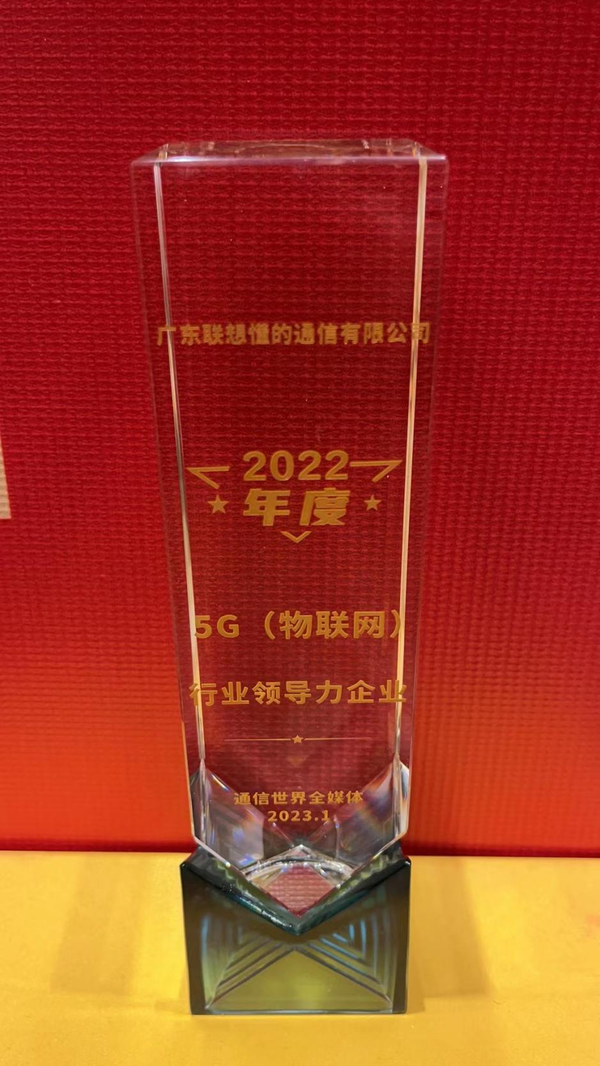 广东联想懂的通信有限公司
2022
年度
5G（物联网）
行业领导力企业
通信世界全媒体
2023.1